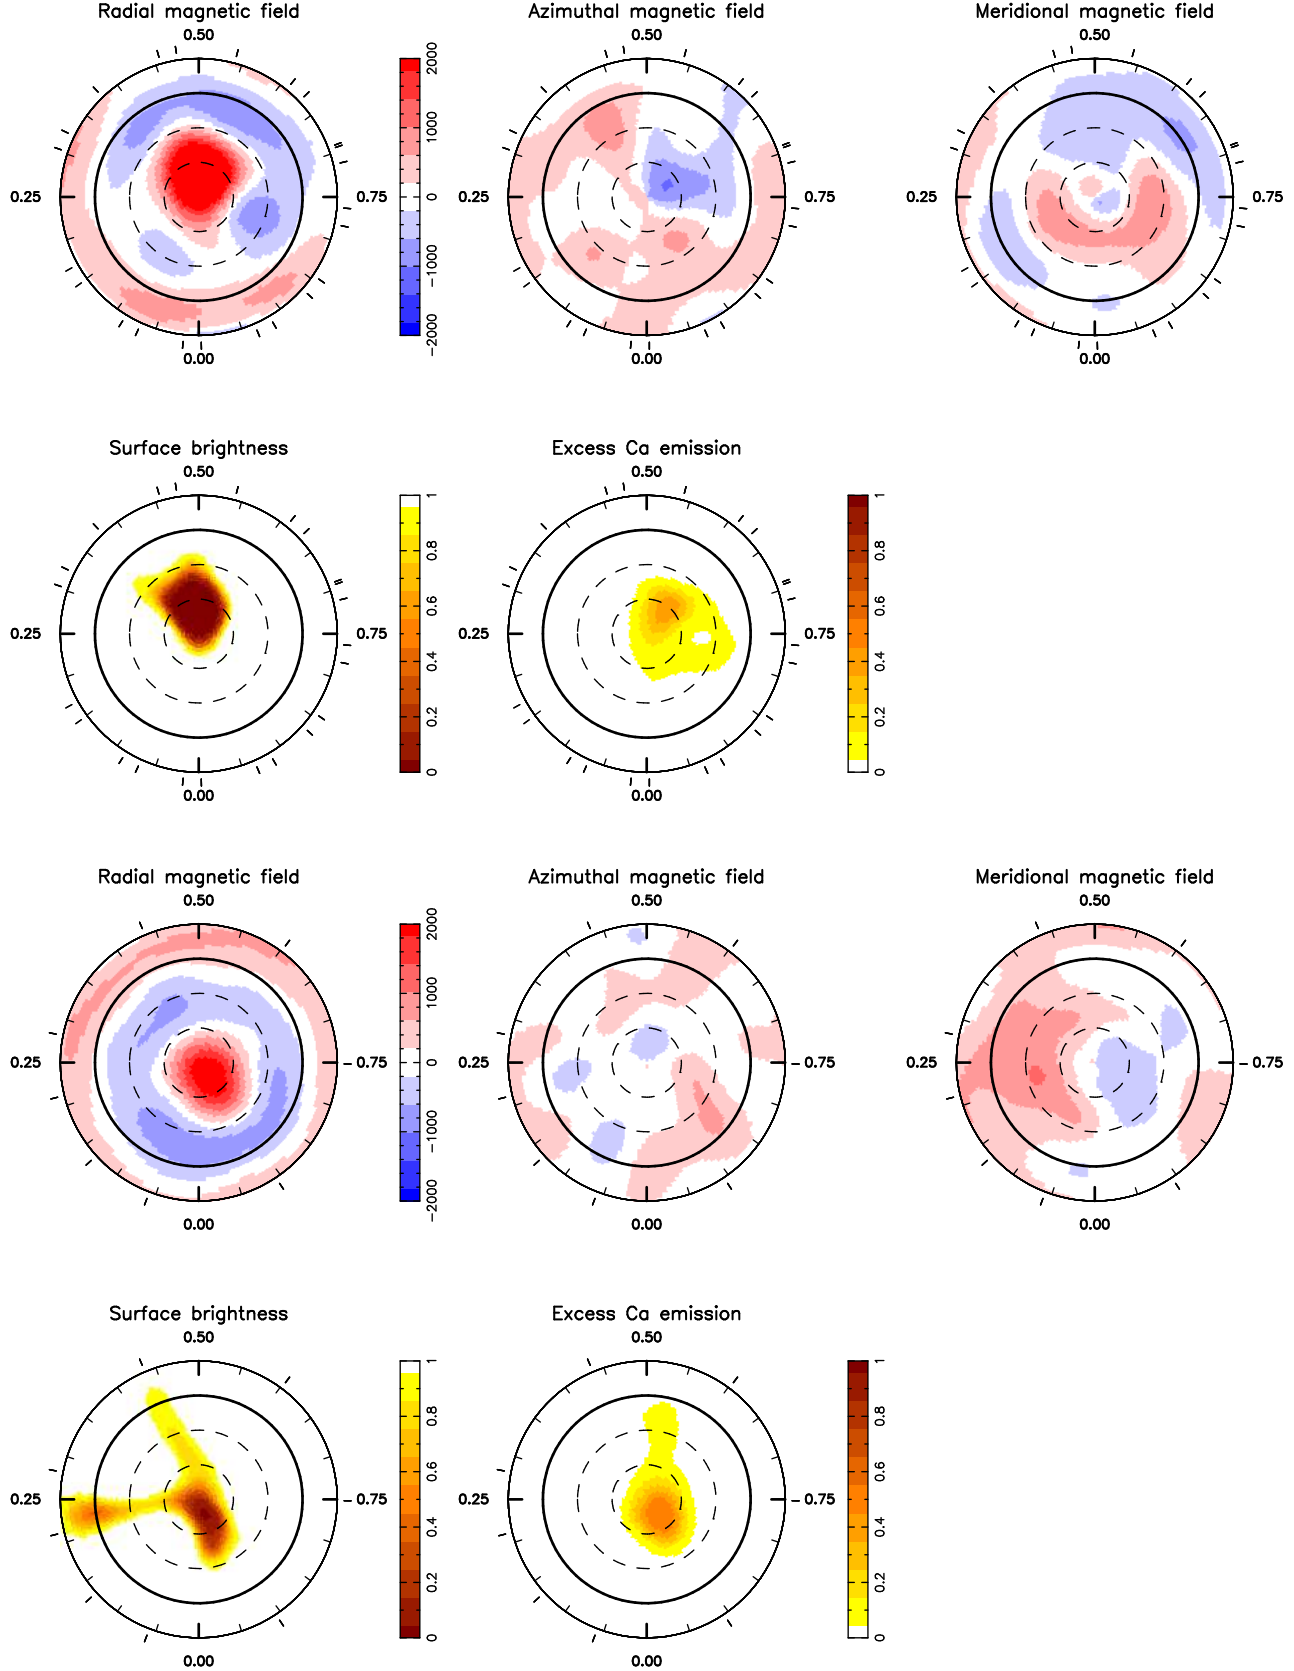 Radial magnetic field Azimuthal magnetic field Meridional magnetic field
0.50 0.50 0.50
0.25 0.75 0.25 0.75 0.25 0.75
2000 1000 0 −1000 −2000
0.00 0.00 0.00
Surface brightness Excess Ca emission
0.50 0.50
0.25 0.75 0.25 0.75
1 0.8 0.6 0.4 0.2 0 1 0.8 0.6 0.4 0.2 0
0.00 0.00
Radial magnetic field Azimuthal magnetic field Meridional magnetic field
0.50 0.50 0.50
0.25 0.75 0.25 0.75 0.25 0.75
2000 1000 0 −1000 −2000
0.00 0.00 0.00
Surface brightness Excess Ca emission
0.50 0.50
0.25 0.75 0.25 0.75
1 0.8 0.6 0.4 0.2 0 1 0.8 0.6 0.4 0.2 0
0.00 0.00